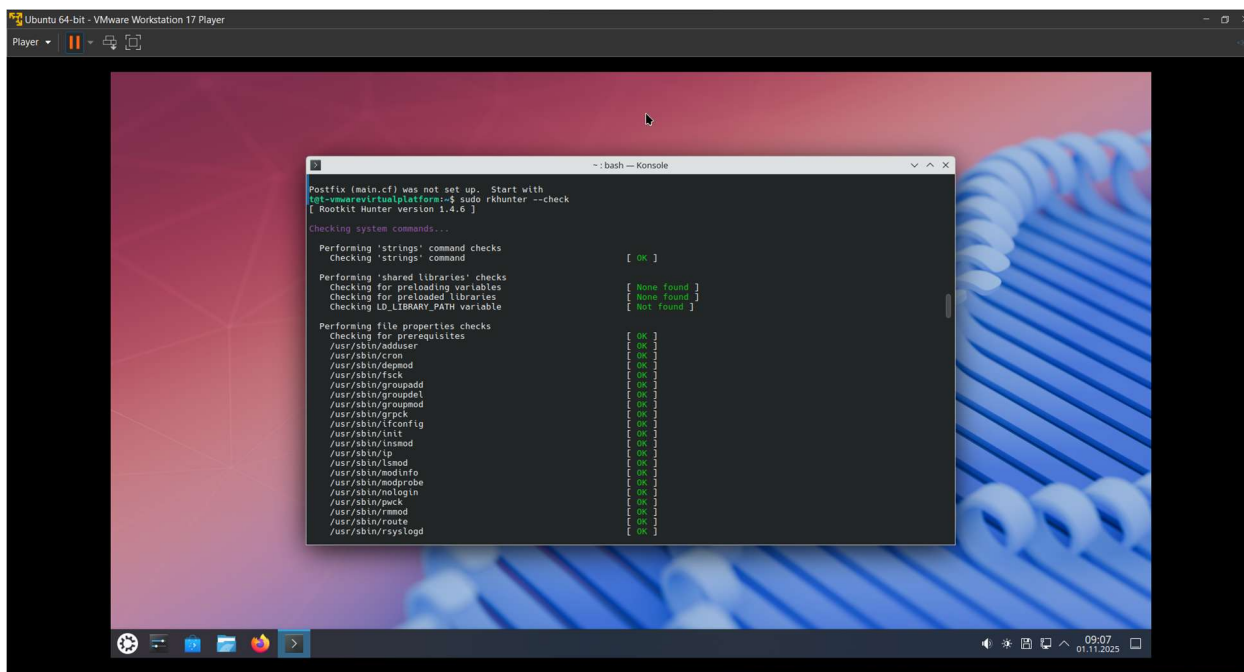 Ubuntu 64-bit - VMware Workstation 17 Player
Player
~ : bash — Konsole
Postfix (main.cf) was not set up.  Start with
t@t-vmwarevirtualplatform:~$ sudo rkhunter --check
[ Rootkit Hunter version 1.4.6 ]
Checking system commands...
Performing 'strings' command checks
Checking 'strings' command [ OK ]
Performing 'shared libraries' checks
Checking for preloading variables [ None found ]
Checking for preloaded libraries [ None found ]
Checking LD_LIBRARY_PATH variable [ Not found ]
Performing file properties checks
Checking for prerequisites [ OK ]
/usr/sbin/adduser [ OK ]
/usr/sbin/cron [ OK ]
/usr/sbin/depmod [ OK ]
/usr/sbin/fsck [ OK ]
/usr/sbin/groupadd [ OK ]
/usr/sbin/groupdel [ OK ]
/usr/sbin/groupmod [ OK ]
/usr/sbin/grpck [ OK ]
/usr/sbin/ifconfig [ OK ]
/usr/sbin/init [ OK ]
/usr/sbin/insmod [ OK ]
/usr/sbin/ip [ OK ]
/usr/sbin/lsmod [ OK ]
/usr/sbin/modinfo [ OK ]
/usr/sbin/modprobe [ OK ]
/usr/sbin/nologin [ OK ]
/usr/sbin/pwck [ OK ]
/usr/sbin/rmmod [ OK ]
/usr/sbin/route [ OK ]
/usr/sbin/rsyslogd [ OK ]
09:07
01.11.2025